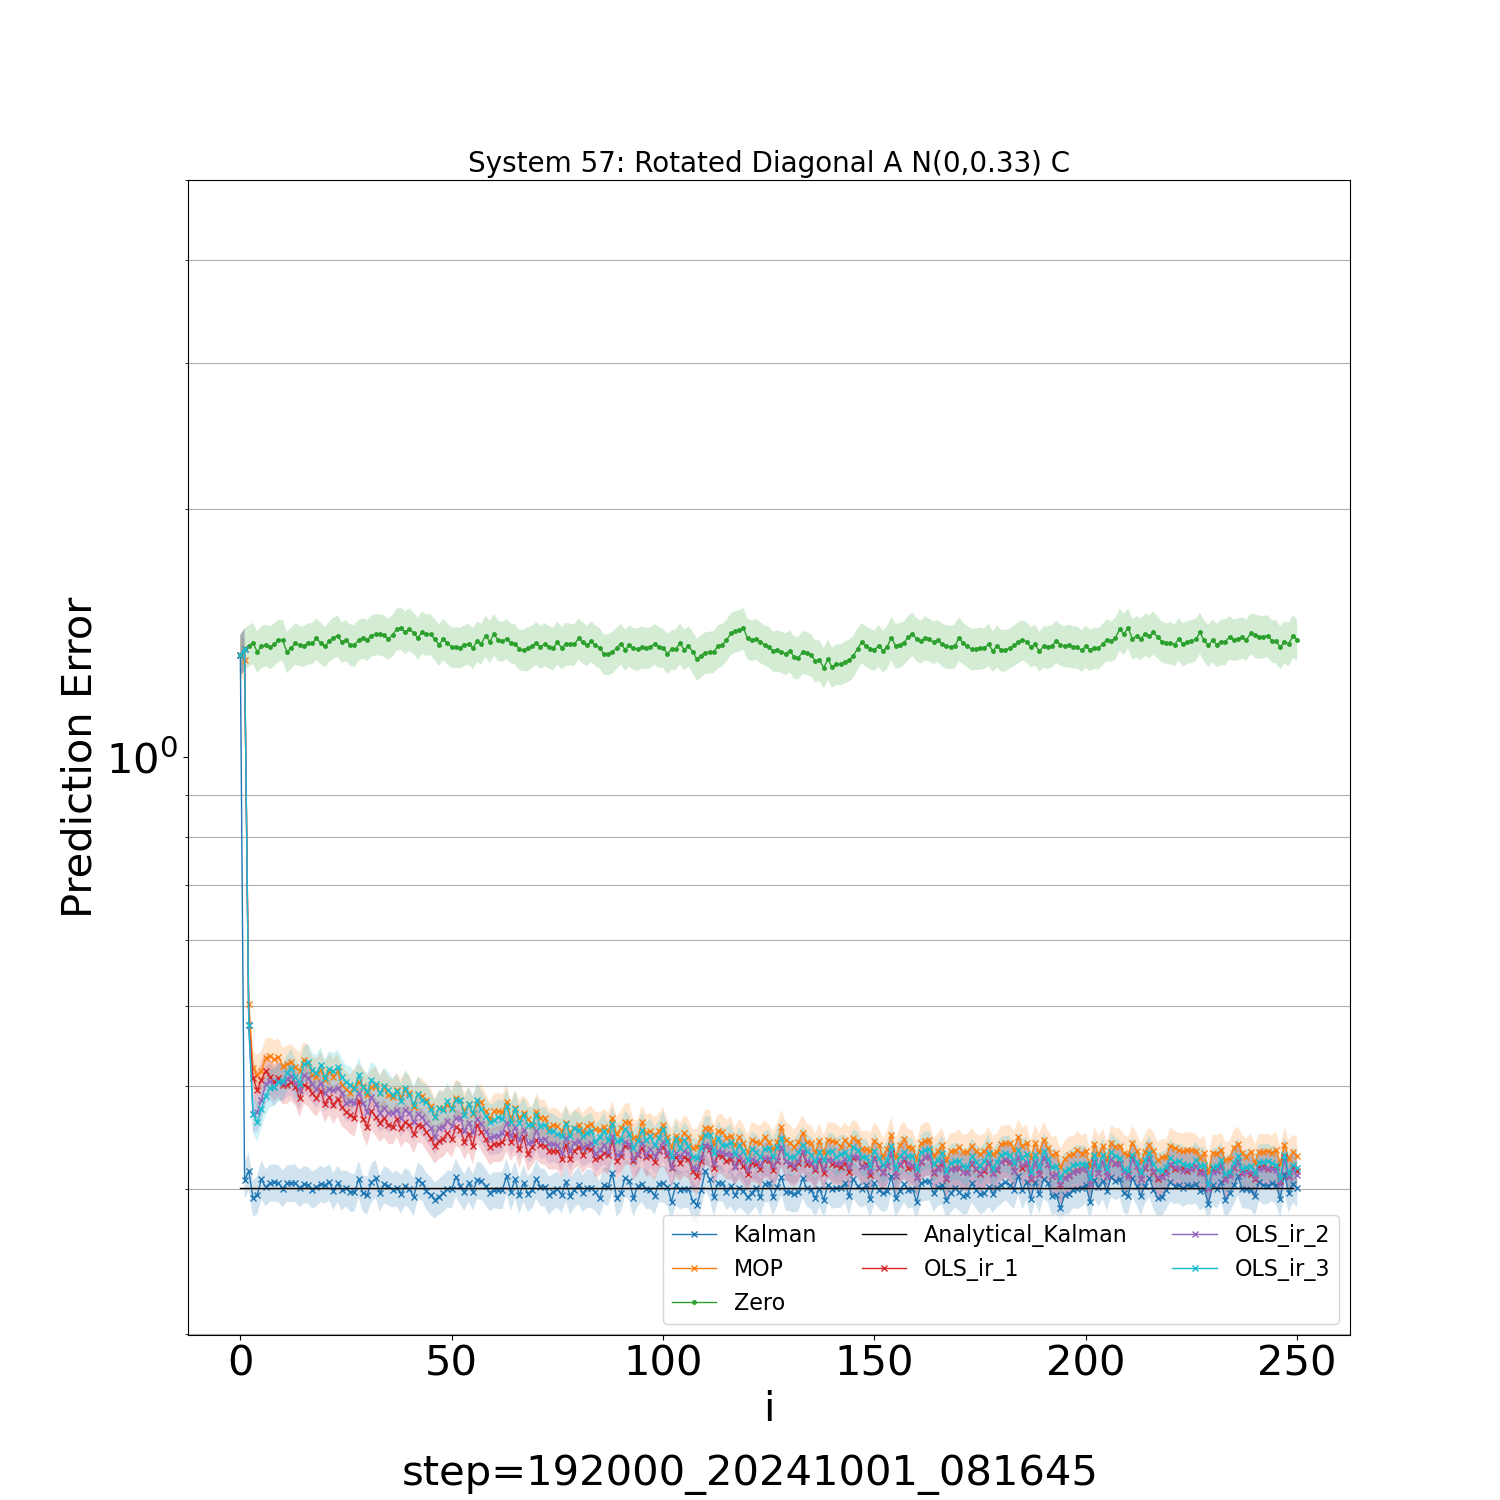 System 57: Rotated Diagonal A N(0,0.33) C
Prediction Error
10⁰
Kalman
MOP
Zero
Analytical_Kalman
OLS_ir_1
OLS_ir_2
OLS_ir_3
0 50 100 150 200 250
i
step=192000_20241001_081645